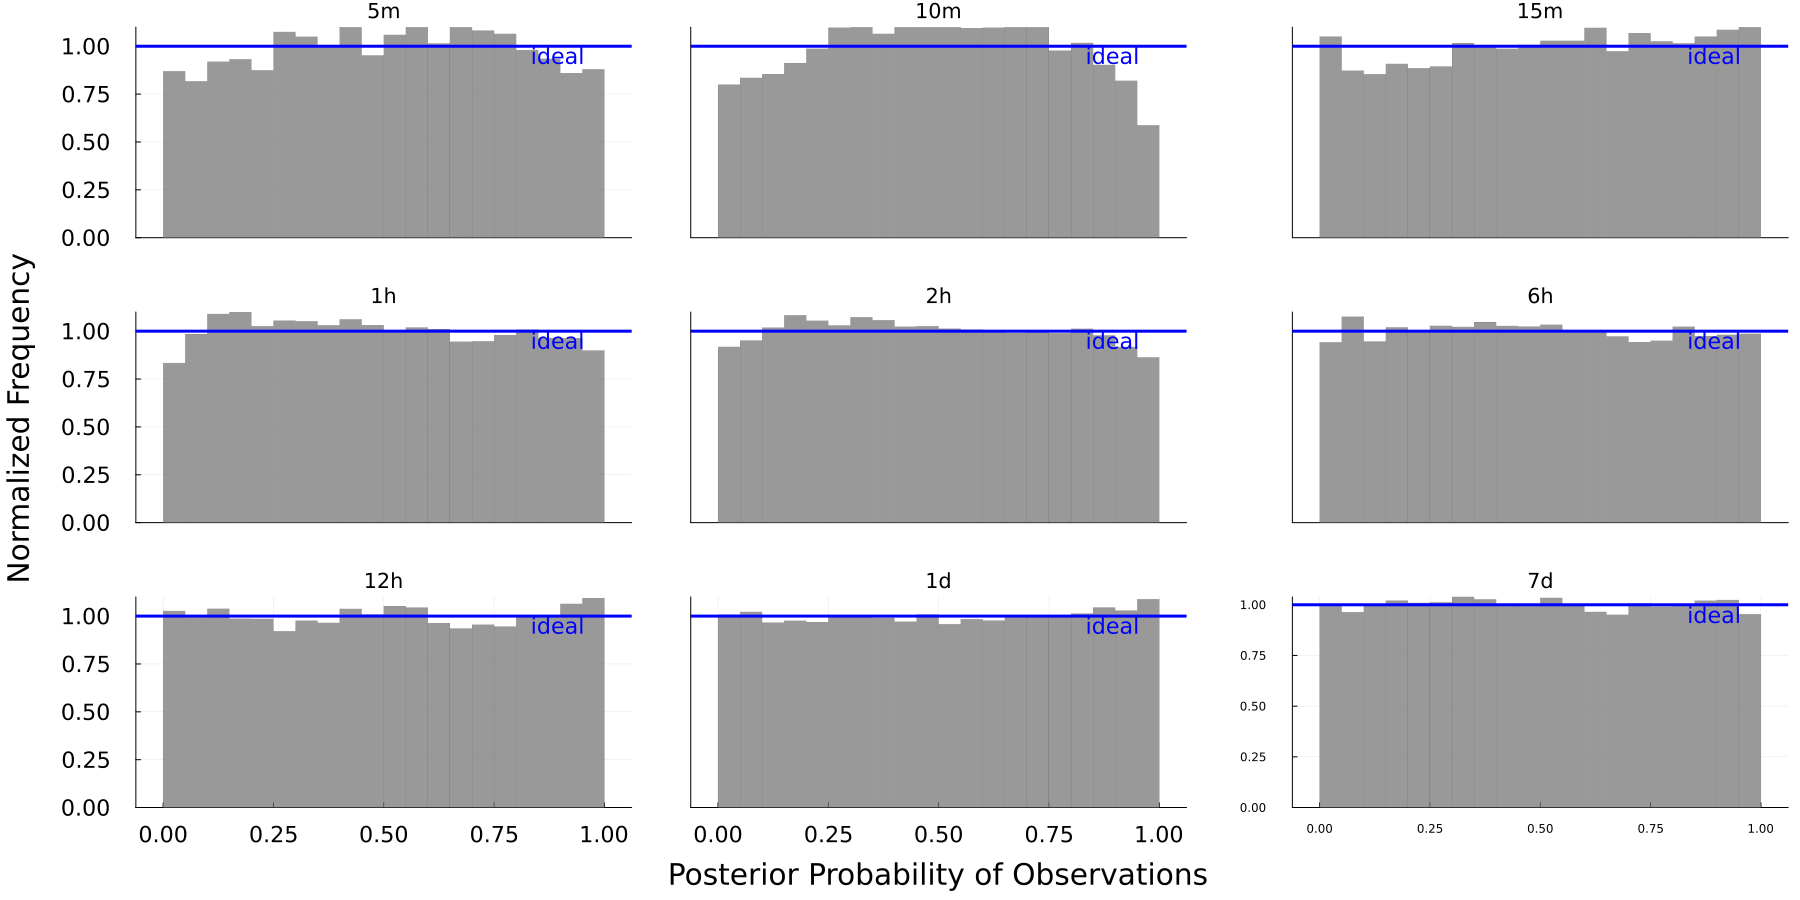 5m
10m
15m
1.00
0.75
0.50
0.25
0.00
ideal
ideal
ideal
Normalized Frequency
1h
2h
6h
1.00
0.75
0.50
0.25
0.00
ideal
ideal
ideal
12h
1d
7d
1.00
0.75
0.50
0.25
0.00
ideal
ideal
1.00
0.75
0.50
0.25
0.00
ideal
0.00 0.25 0.50 0.75 1.00
0.00 0.25 0.50 0.75 1.00
0.00 0.25 0.50 0.75 1.00
Posterior Probability of Observations